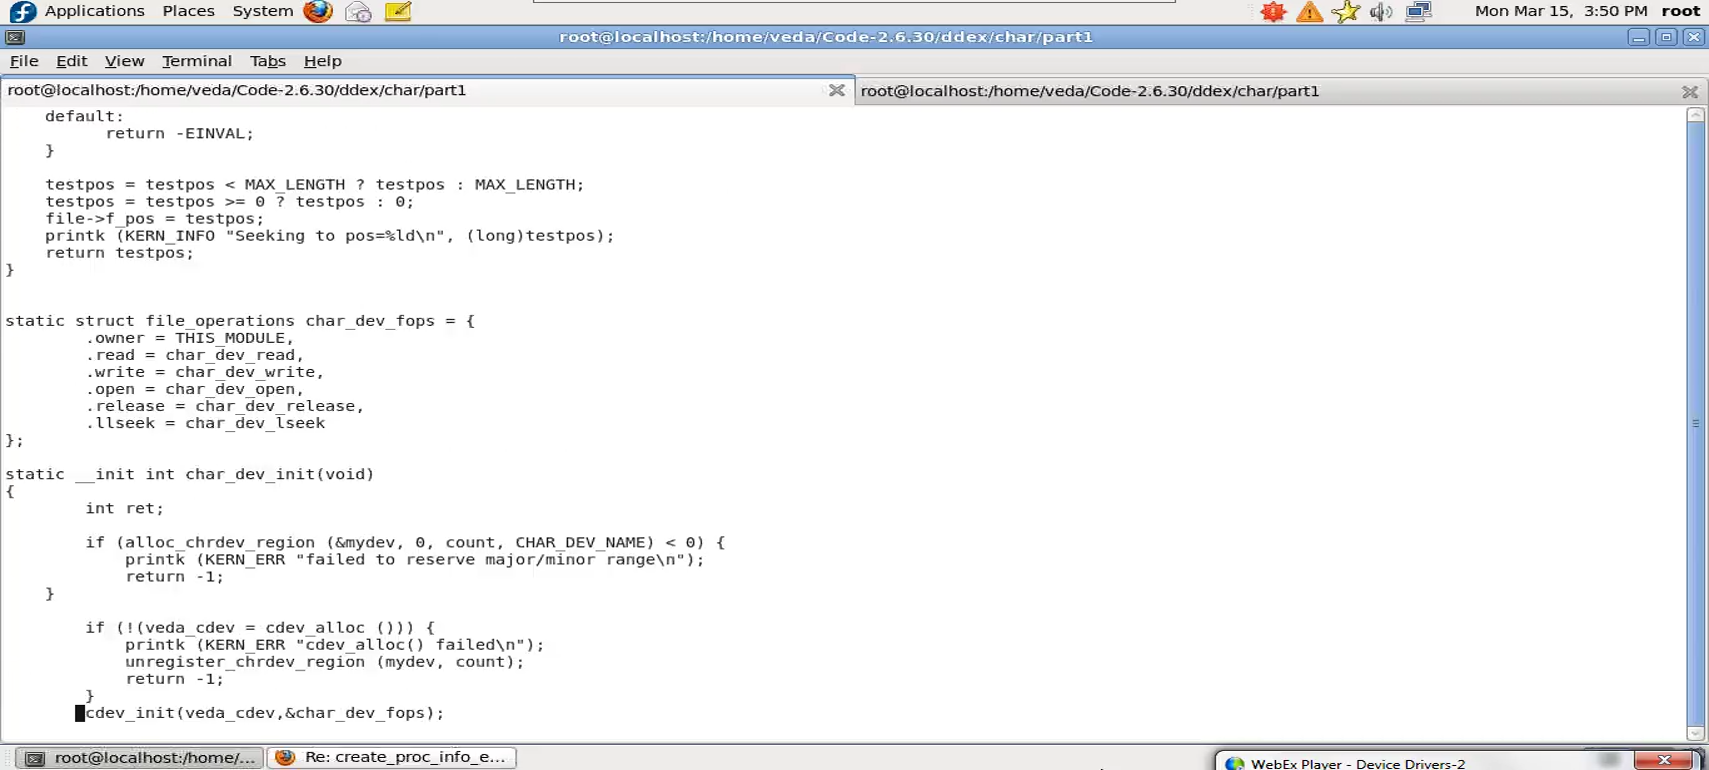 Applications Places System Mon Mar 15, 3:50 PM root
root@localhost:/home/veda/Code-2.6.30/ddex/char/part1
File Edit View Terminal Tabs Help
root@localhost:/home/veda/Code-2.6.30/ddex/char/part1 root@localhost:/home/veda/Code-2.6.30/ddex/char/part1
    default:
          return -EINVAL;
    }
    testpos = testpos < MAX_LENGTH ? testpos : MAX_LENGTH;
    testpos = testpos >= 0 ? testpos : 0;
    file->f_pos = testpos;
    printk (KERN_INFO "Seeking to pos=%ld\n", (long)testpos);
    return testpos;
}
static struct file_operations char_dev_fops = {
        .owner = THIS_MODULE,
        .read = char_dev_read,
        .write = char_dev_write,
        .open = char_dev_open,
        .release = char_dev_release,
        .llseek = char_dev_lseek
};
static __init int char_dev_init(void)
{
        int ret;
        if (alloc_chrdev_region (&mydev, 0, count, CHAR_DEV_NAME) < 0) {
            printk (KERN_ERR "failed to reserve major/minor range\n");
            return -1;
    }
        if (!(veda_cdev = cdev_alloc ())) {
            printk (KERN_ERR "cdev_alloc() failed\n");
            unregister_chrdev_region (mydev, count);
            return -1;
        }
        cdev_init(veda_cdev,&char_dev_fops);
root@localhost:/home/... Re: create_proc_info_e... WebEx Player - Device Drivers-2